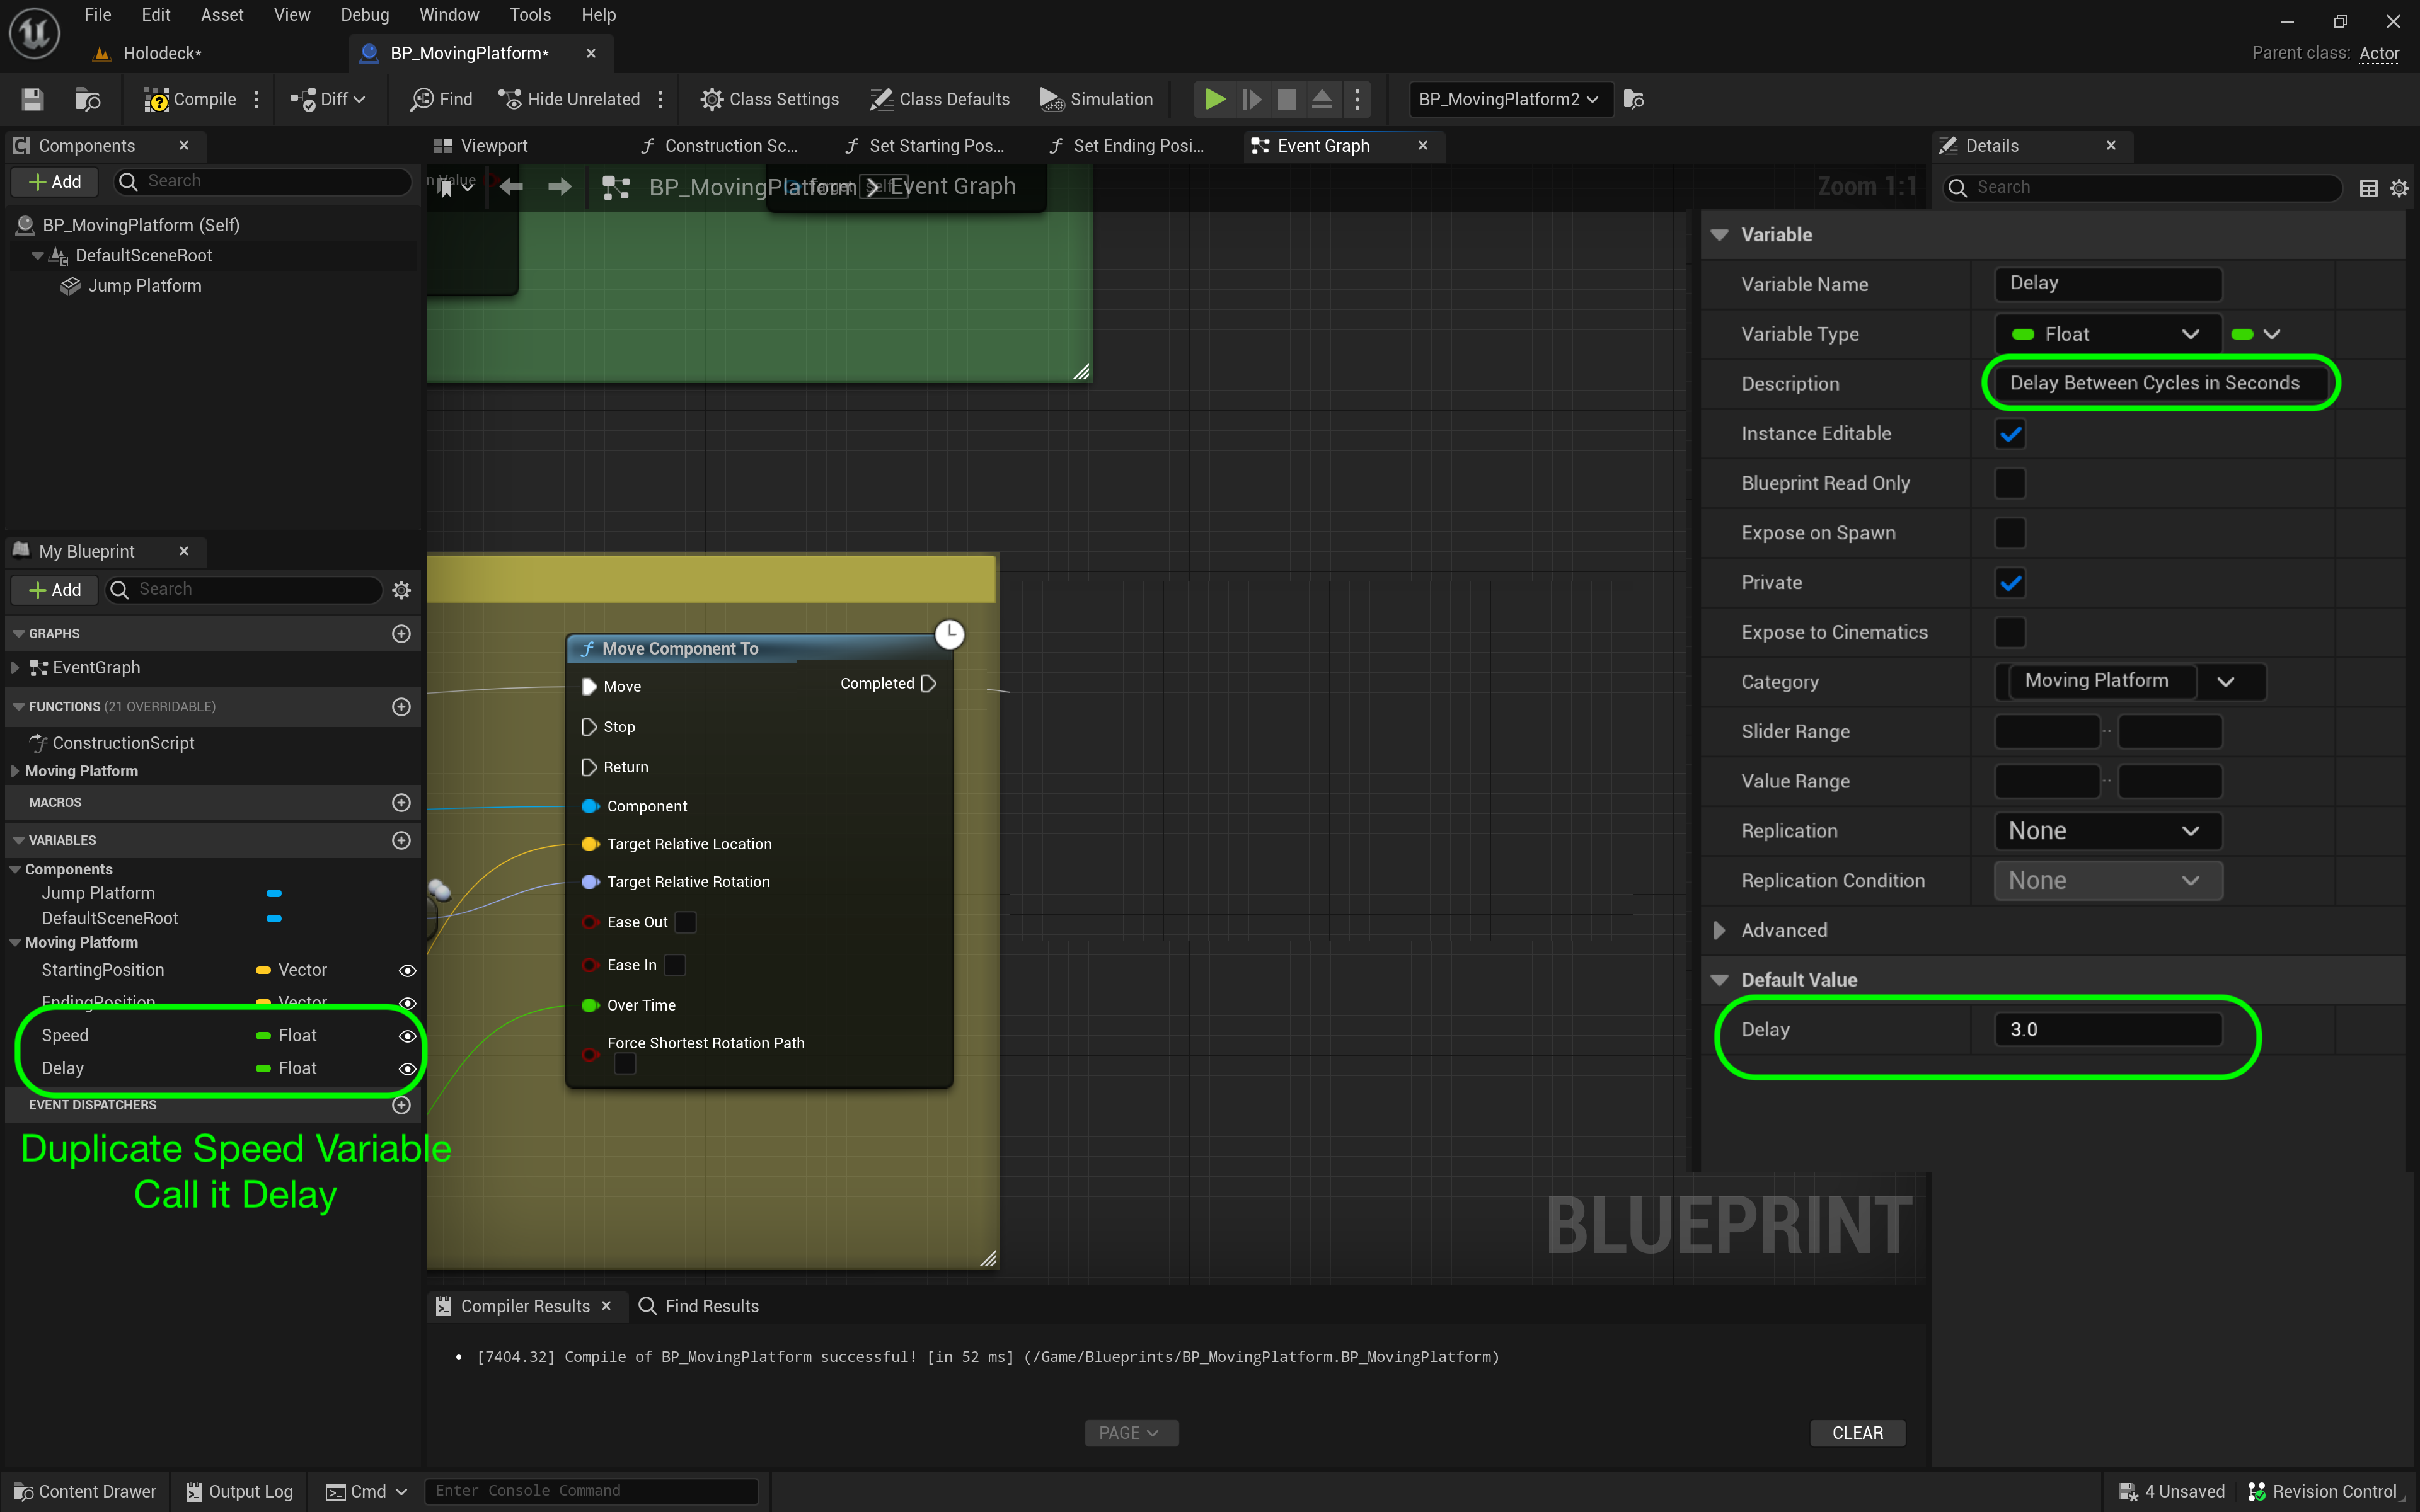 File Edit Asset View Debug Window Tools Help
Holodeck*
BP_MovingPlatform*
Parent class: Actor
Compile
Diff
Find
Hide Unrelated
Class Settings
Class Defaults
Simulation
BP_MovingPlatform2
Components
Add
Search
BP_MovingPlatform (Self)
DefaultSceneRoot
Jump Platform
My Blueprint
Add
Search
GRAPHS
EventGraph
FUNCTIONS (21 OVERRIDABLE)
ConstructionScript
Moving Platform
MACROS
VARIABLES
Components
Jump Platform
DefaultSceneRoot
Moving Platform
StartingPosition Vector
EndingPosition Vector
Speed Float
Delay Float
EVENT DISPATCHERS
Duplicate Speed Variable
Call it Delay
Viewport
Construction Sc...
Set Starting Pos...
Set Ending Posi...
Event Graph
n Value
Target self
BP_MovingPlatform > Event Graph
Zoom 1:1
Move Component To
Move
Completed
Stop
Return
Component
Target Relative Location
Target Relative Rotation
Ease Out
Ease In
Over Time
Force Shortest Rotation Path
BLUEPRINT
Compiler Results
Find Results
• [7404.32] Compile of BP_MovingPlatform successful! [in 52 ms] (/Game/Blueprints/BP_MovingPlatform.BP_MovingPlatform)
PAGE
CLEAR
Details
Search
Variable
Variable Name Delay
Variable Type Float
Description Delay Between Cycles in Seconds
Instance Editable
Blueprint Read Only
Expose on Spawn
Private
Expose to Cinematics
Category Moving Platform
Slider Range ..
Value Range ..
Replication None
Replication Condition None
Advanced
Default Value
Delay 3.0
Content Drawer
Output Log
Cmd
Enter Console Command
4 Unsaved
Revision Control